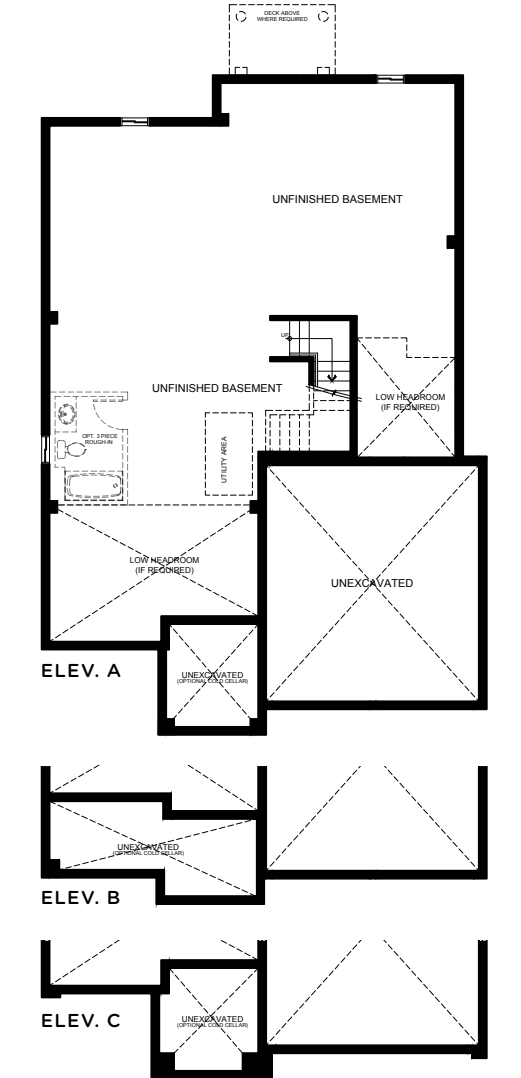 DECK ABOVE
WHERE REQUIRED
UNFINISHED BASEMENT
UP
UNFINISHED BASEMENT
LOW HEADROOM
(IF REQUIRED)
OPT. 3 PIECE
ROUGH-IN
UTILITY AREA
LOW HEADROOM
(IF REQUIRED)
UNEXCAVATED
UNEXCAVATED
(OPTIONAL COLD CELLAR)
ELEV. A
UNEXCAVATED
(OPTIONAL COLD CELLAR)
ELEV. B
UNEXCAVATED
(OPTIONAL COLD CELLAR)
ELEV. C